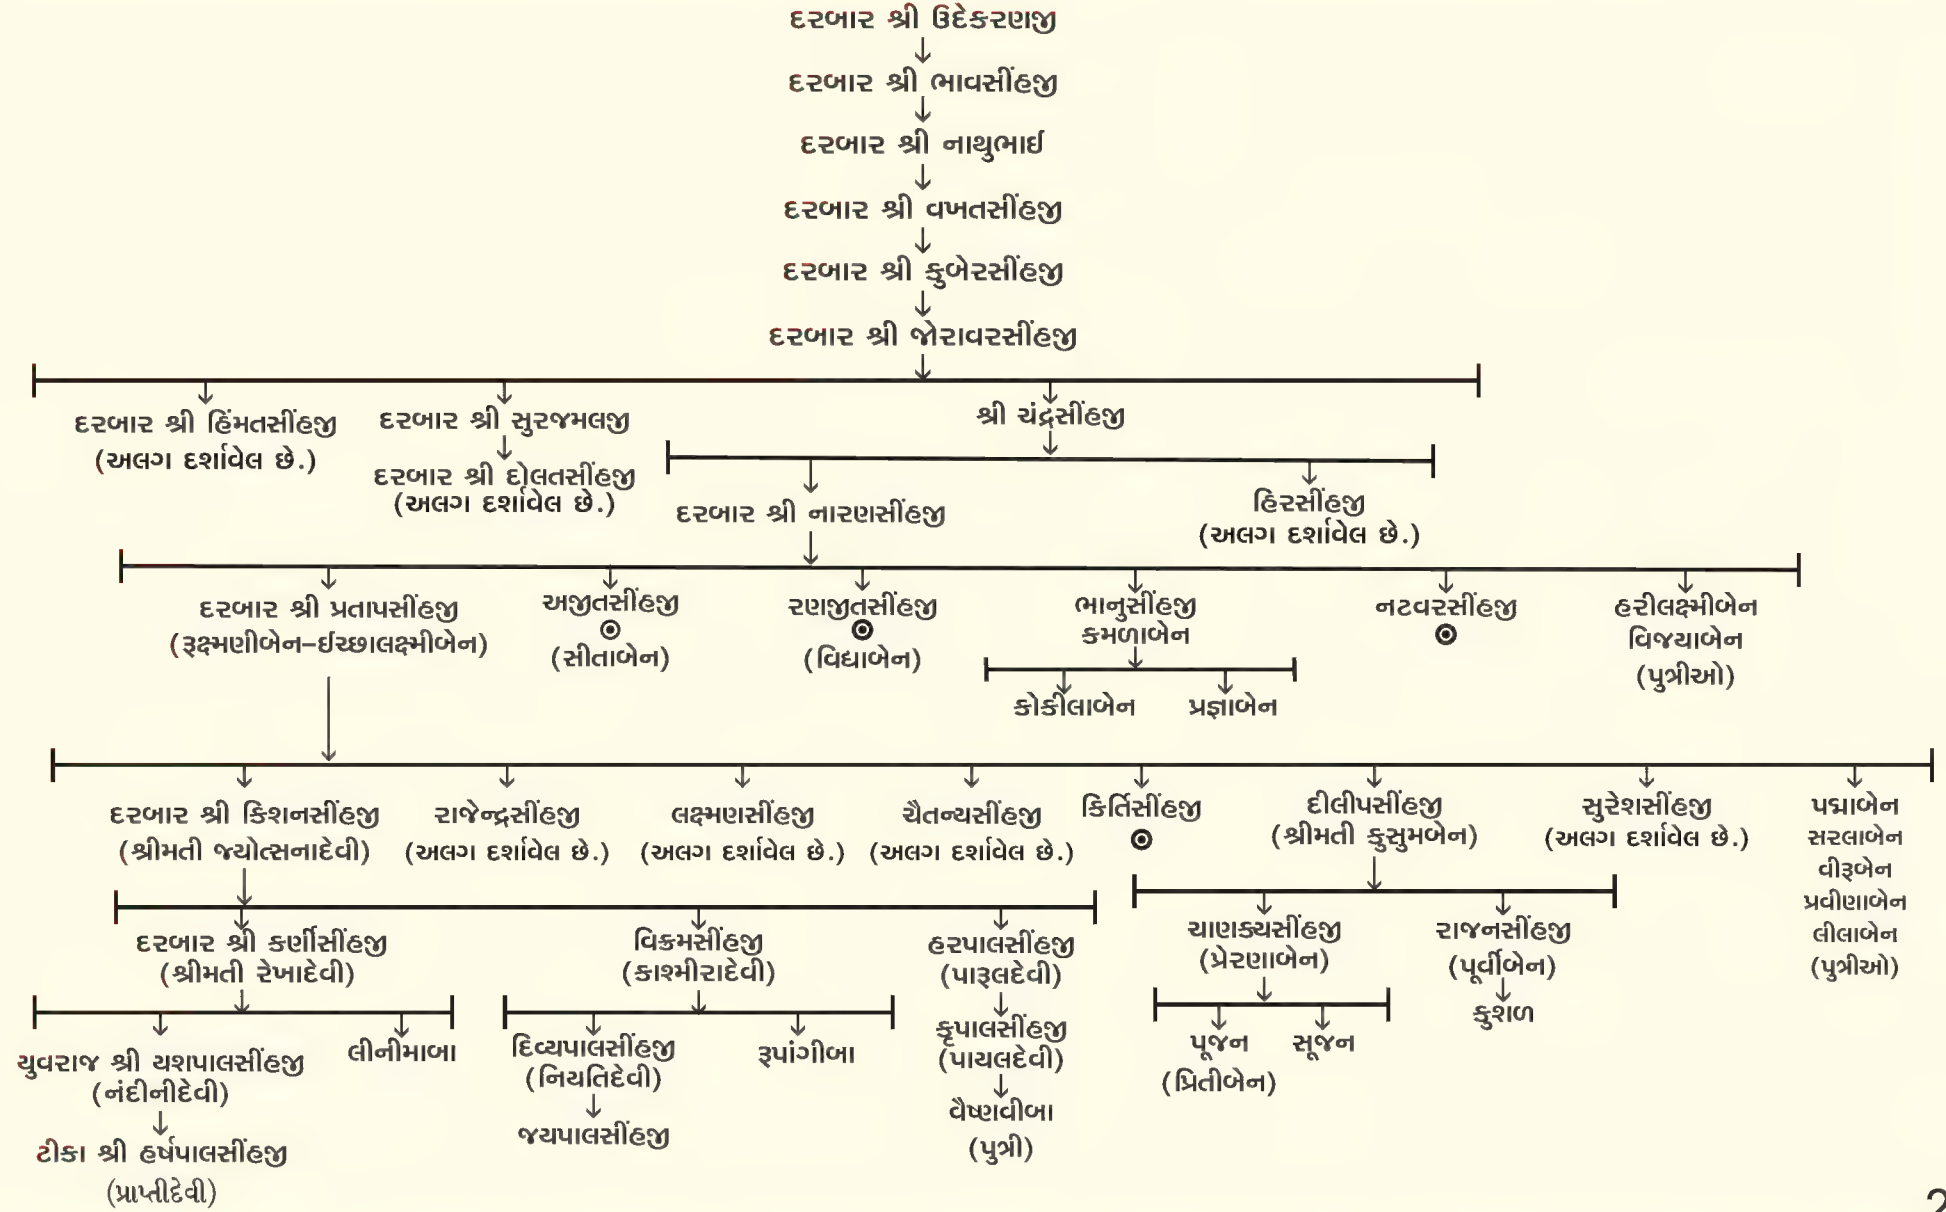 દરબાર શ્રી ઉદેકરણજી
દરબાર શ્રી ભાવસીંહજી
દરબાર શ્રી નાથુભાઈ
દરબાર શ્રી વખતસીંહજી
દરબાર શ્રી કુબેરસીંહજી
દરબાર શ્રી જોરાવરસીંહજી
દરબાર શ્રી હિંમતસીંહજી
(અલગ દર્શાવેલ છે.)
દરબાર શ્રી સુરજમલજી
દરબાર શ્રી દોલતસીંહજી
(અલગ દર્શાવેલ છે.)
શ્રી ચંદ્રસીંહજી
દરબાર શ્રી નારણસીંહજી
હિરસીંહજી
(અલગ દર્શાવેલ છે.)
દરબાર શ્રી પ્રતાપસીંહજી
(રૂક્ષ્મણીબેન–ઈચ્છાલક્ષ્મીબેન)
અજીતસીંહજી
(સીતાબેન)
રણજીતસીંહજી
(વિદ્યાબેન)
ભાનુસીંહજી
કમળાબેન
કોકીલાબેન
પ્રજ્ઞાબેન
નટવરસીંહજી
હરીલક્ષ્મીબેન
વિજયાબેન
(પુત્રીઓ)
દરબાર શ્રી કિશનસીંહજી
(શ્રીમતી જ્યોત્સનાદેવી)
રાજેન્દ્રસીંહજી
(અલગ દર્શાવેલ છે.)
લક્ષ્મણસીંહજી
(અલગ દર્શાવેલ છે.)
ચૈતન્યસીંહજી
(અલગ દર્શાવેલ છે.)
કિર્તિસીંહજી
દીલીપસીંહજી
(શ્રીમતી કુસુમબેન)
સુરેશસીંહજી
(અલગ દર્શાવેલ છે.)
પદ્માબેન
સરલાબેન
વીરૂબેન
પ્રવીણાબેન
લીલાબેન
(પુત્રીઓ)
દરબાર શ્રી કર્ણીસીંહજી
(શ્રીમતી રેખાદેવી)
વિક્રમસીંહજી
(કાશ્મીરાદેવી)
હરપાલસીંહજી
(પારૂલદેવી)
ચાણક્યસીંહજી
(પ્રેરણાબેન)
રાજનસીંહજી
(પૂર્વીબેન)
કુશળ
યુવરાજ શ્રી યશપાલસીંહજી
(નંદીનીદેવી)
લીનીમાબા
દિવ્યપાલસીંહજી
(નિયતિદેવી)
રૂપાંગીબા
કૃપાલસીંહજી
(પાયલદેવી)
પૂજન
(પ્રિતીબેન)
સૂજન
ટીકા શ્રી હર્ષપાલસીંહજી
(પ્રાપ્તીદેવી)
જયપાલસીંહજી
વૈષ્ણવીબા
(પુત્રી)
2